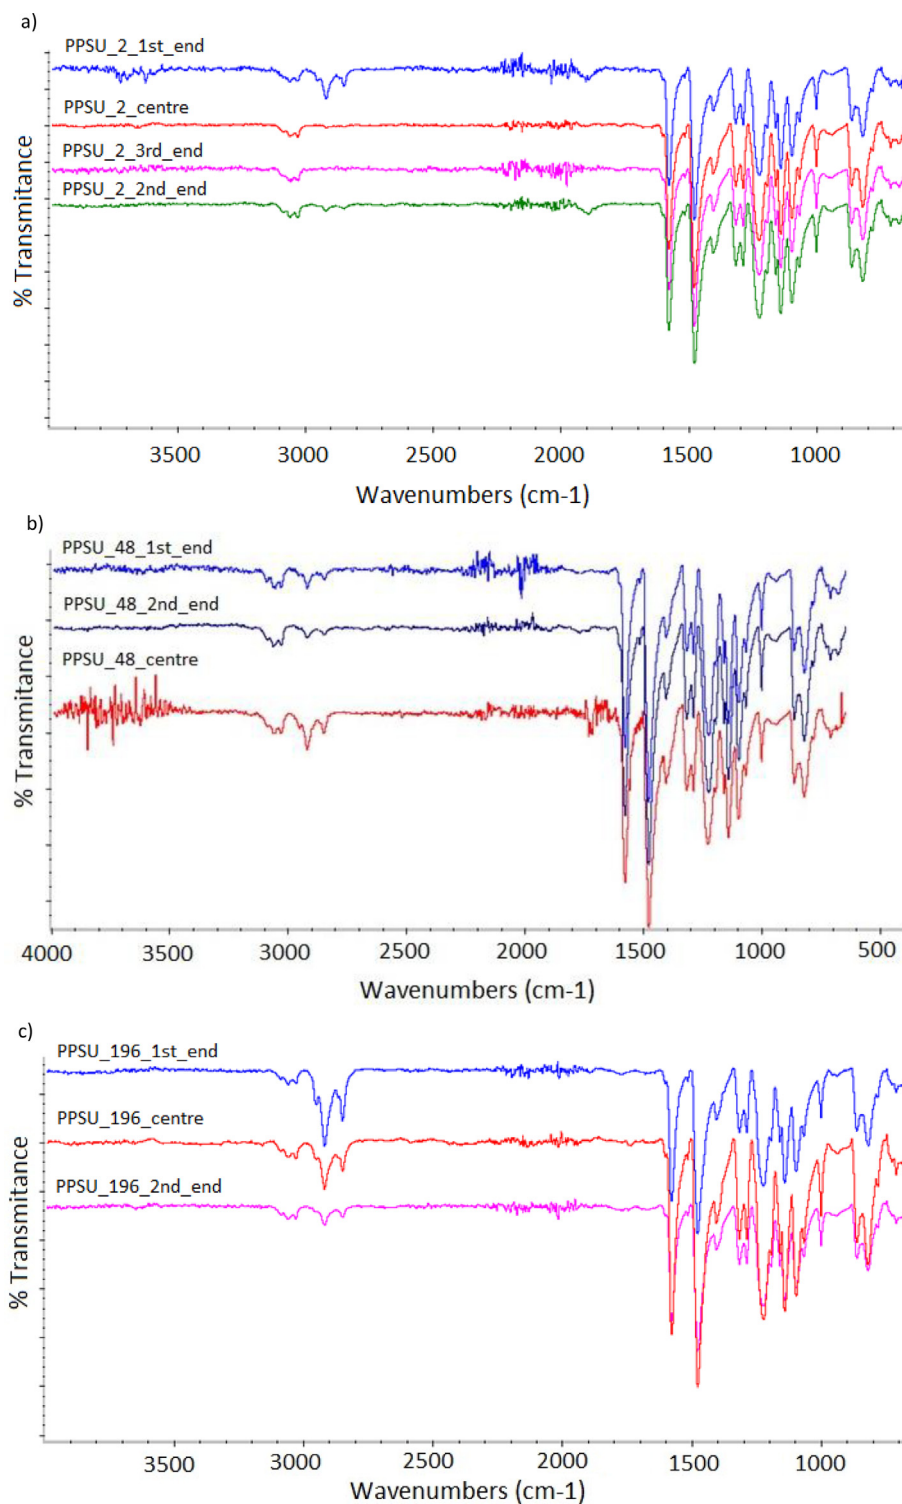 a)
PPSU_2_1st_end
PPSU_2_centre
PPSU_2_3rd_end
PPSU_2_2nd_end
% Transmitance
3500 3000 2500 2000 1500 1000
Wavenumbers (cm-1)
b)
PPSU_48_1st_end
PPSU_48_2nd_end
PPSU_48_centre
% Transmitance
4000 3500 3000 2500 2000 1500 1000 500
Wavenumbers (cm-1)
c)
PPSU_196_1st_end
PPSU_196_centre
PPSU_196_2nd_end
% Transmitance
3500 3000 2500 2000 1500 1000
Wavenumbers (cm-1)